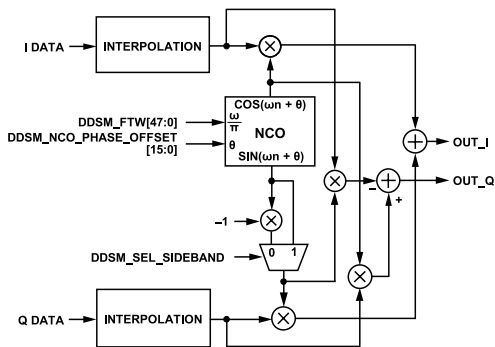 I DATA
INTERPOLATION
COS(ωn + θ)
DDSM_FTW[47:0]
ω
π
NCO
DDSM_NCO_PHASE_OFFSET
[15:0]
θ
SIN(ωn + θ)
OUT_I
–
+
OUT_Q
–1
0 1
DDSM_SEL_SIDEBAND
Q DATA
INTERPOLATION